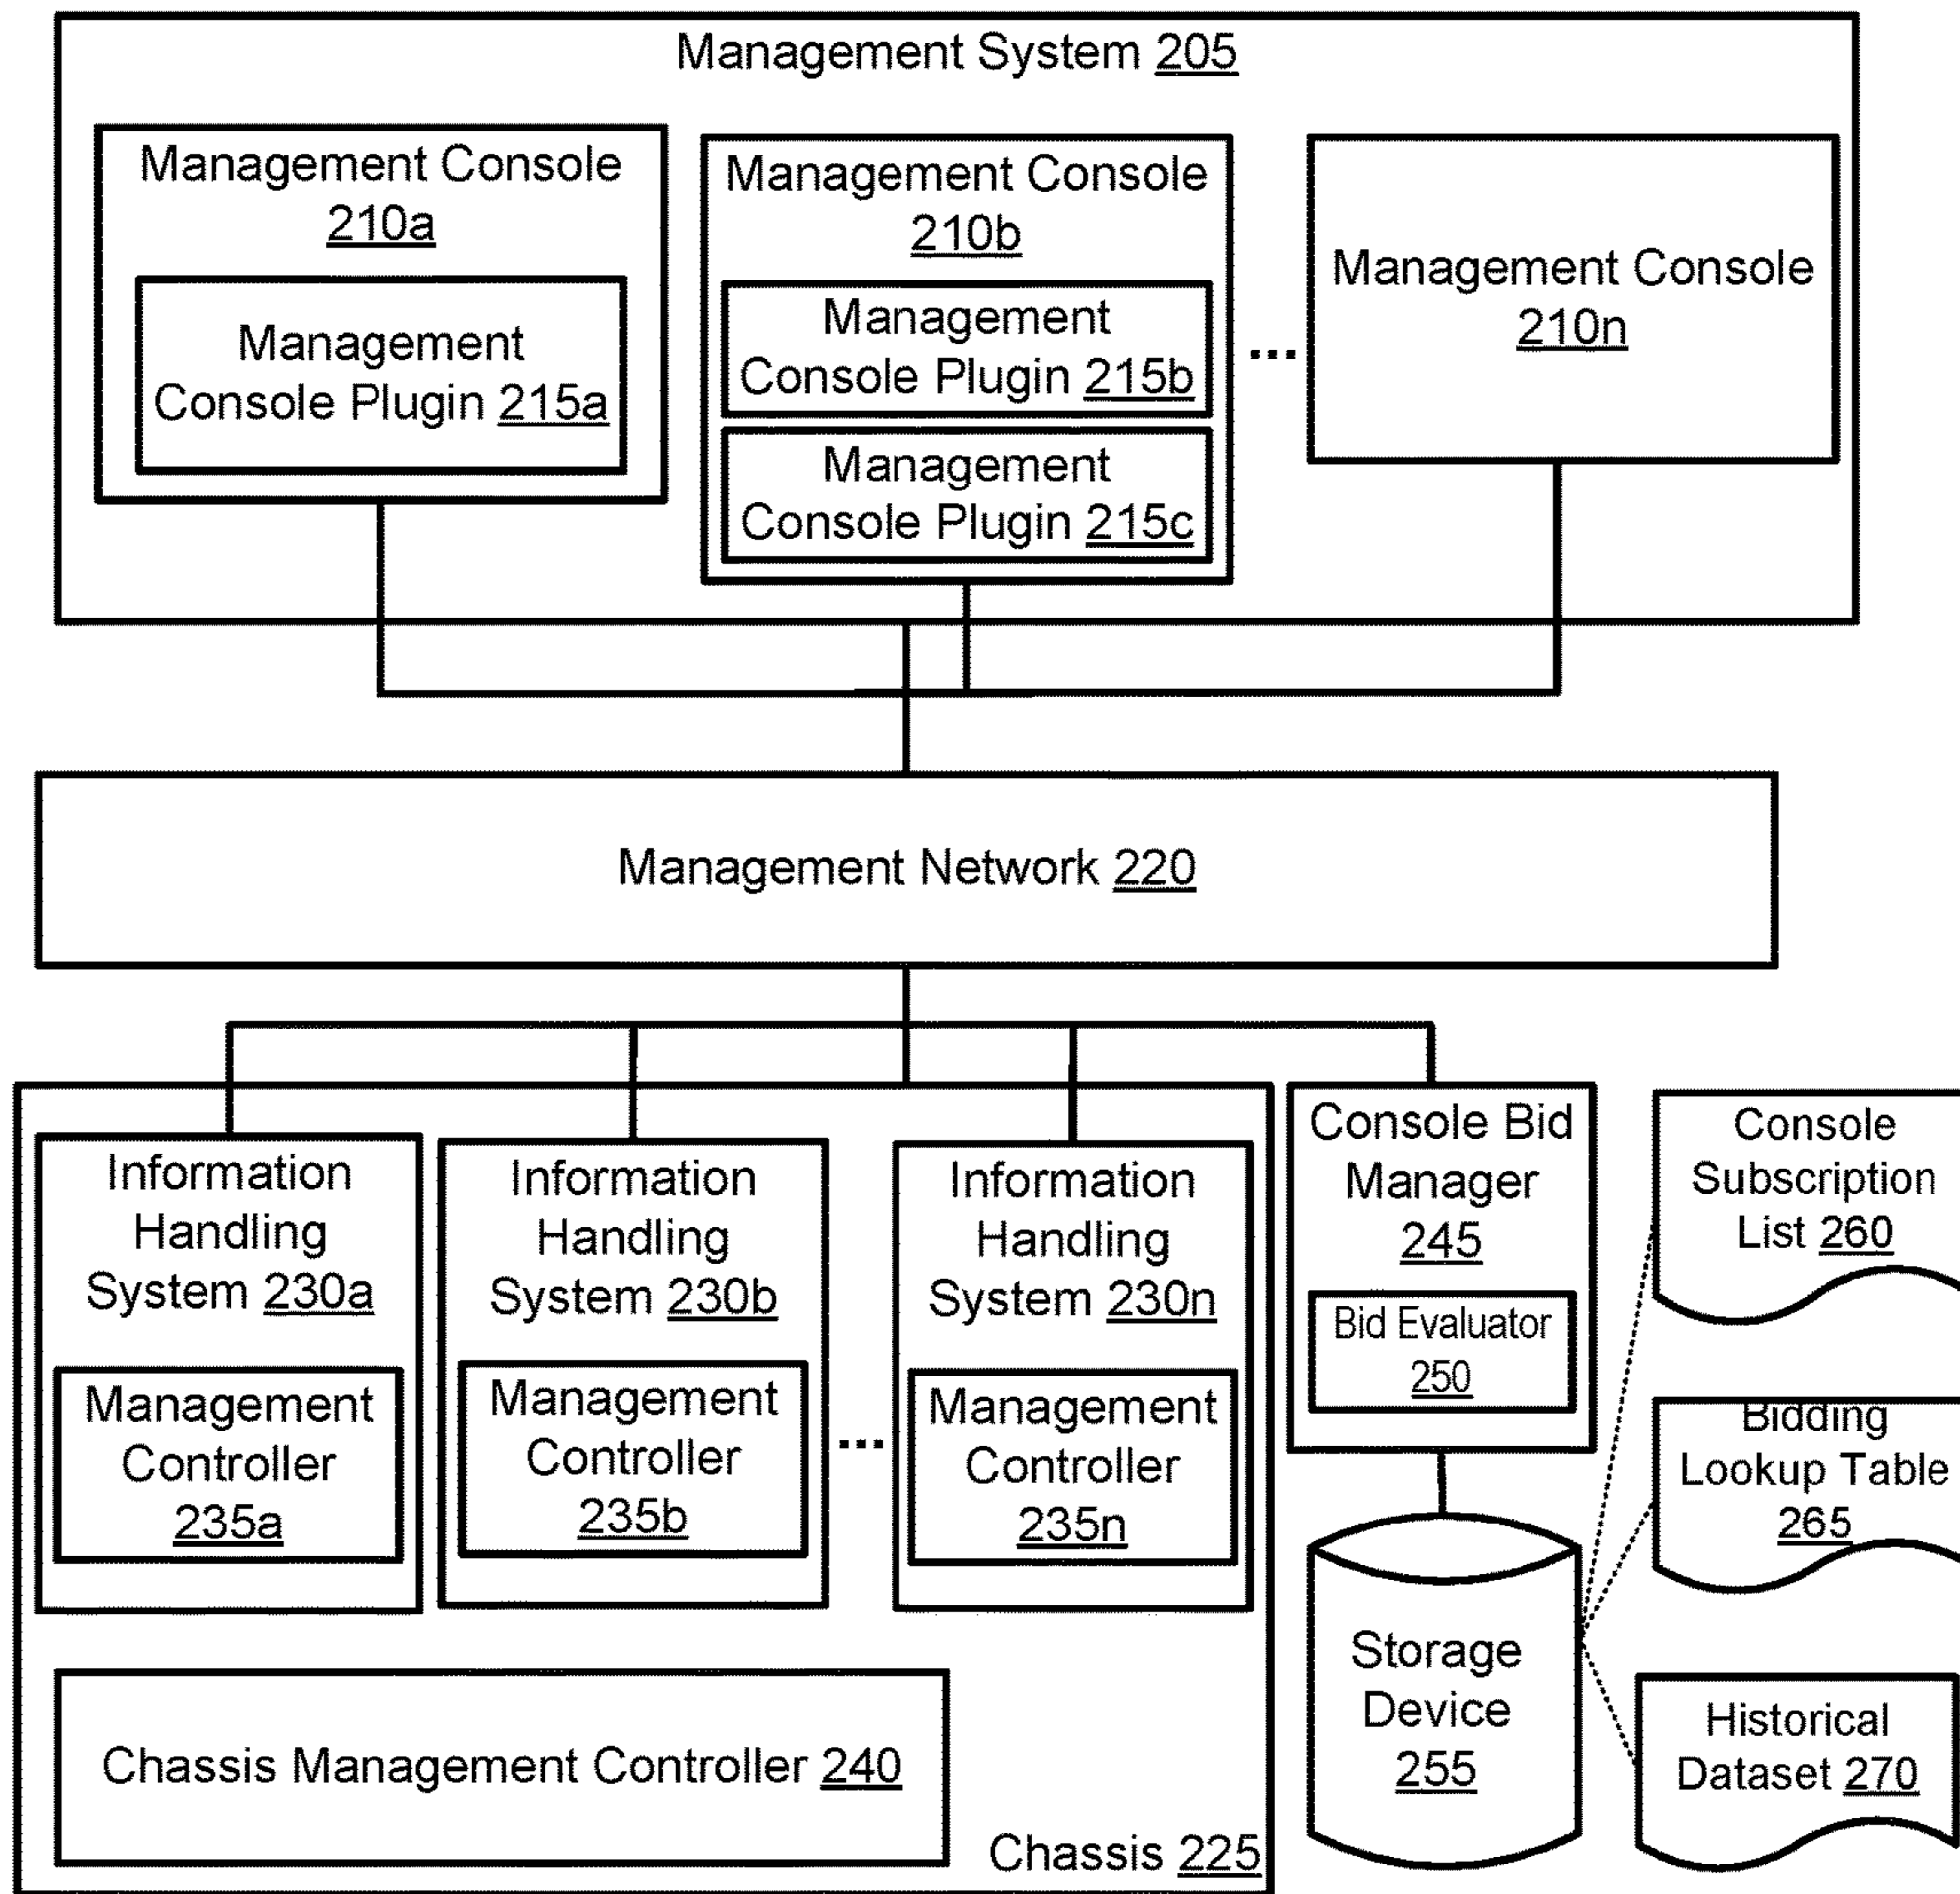 Management System 205
Management Console
210a
Management
Console Plugin 215a
Management Console
210b
Management
Console Plugin 215b
Management
Console Plugin 215c
...
Management Console
210n
Management Network 220
Information
Handling
System 230a
Management
Controller
235a
Information
Handling
System 230b
Management
Controller
235b
...
Information
Handling
System 230n
Management
Controller
235n
Chassis Management Controller 240
Chassis 225
Console Bid
Manager
245
Bid Evaluator
250
Storage
Device
255
Console
Subscription
List 260
Bidding
Lookup Table
265
Historical
Dataset 270